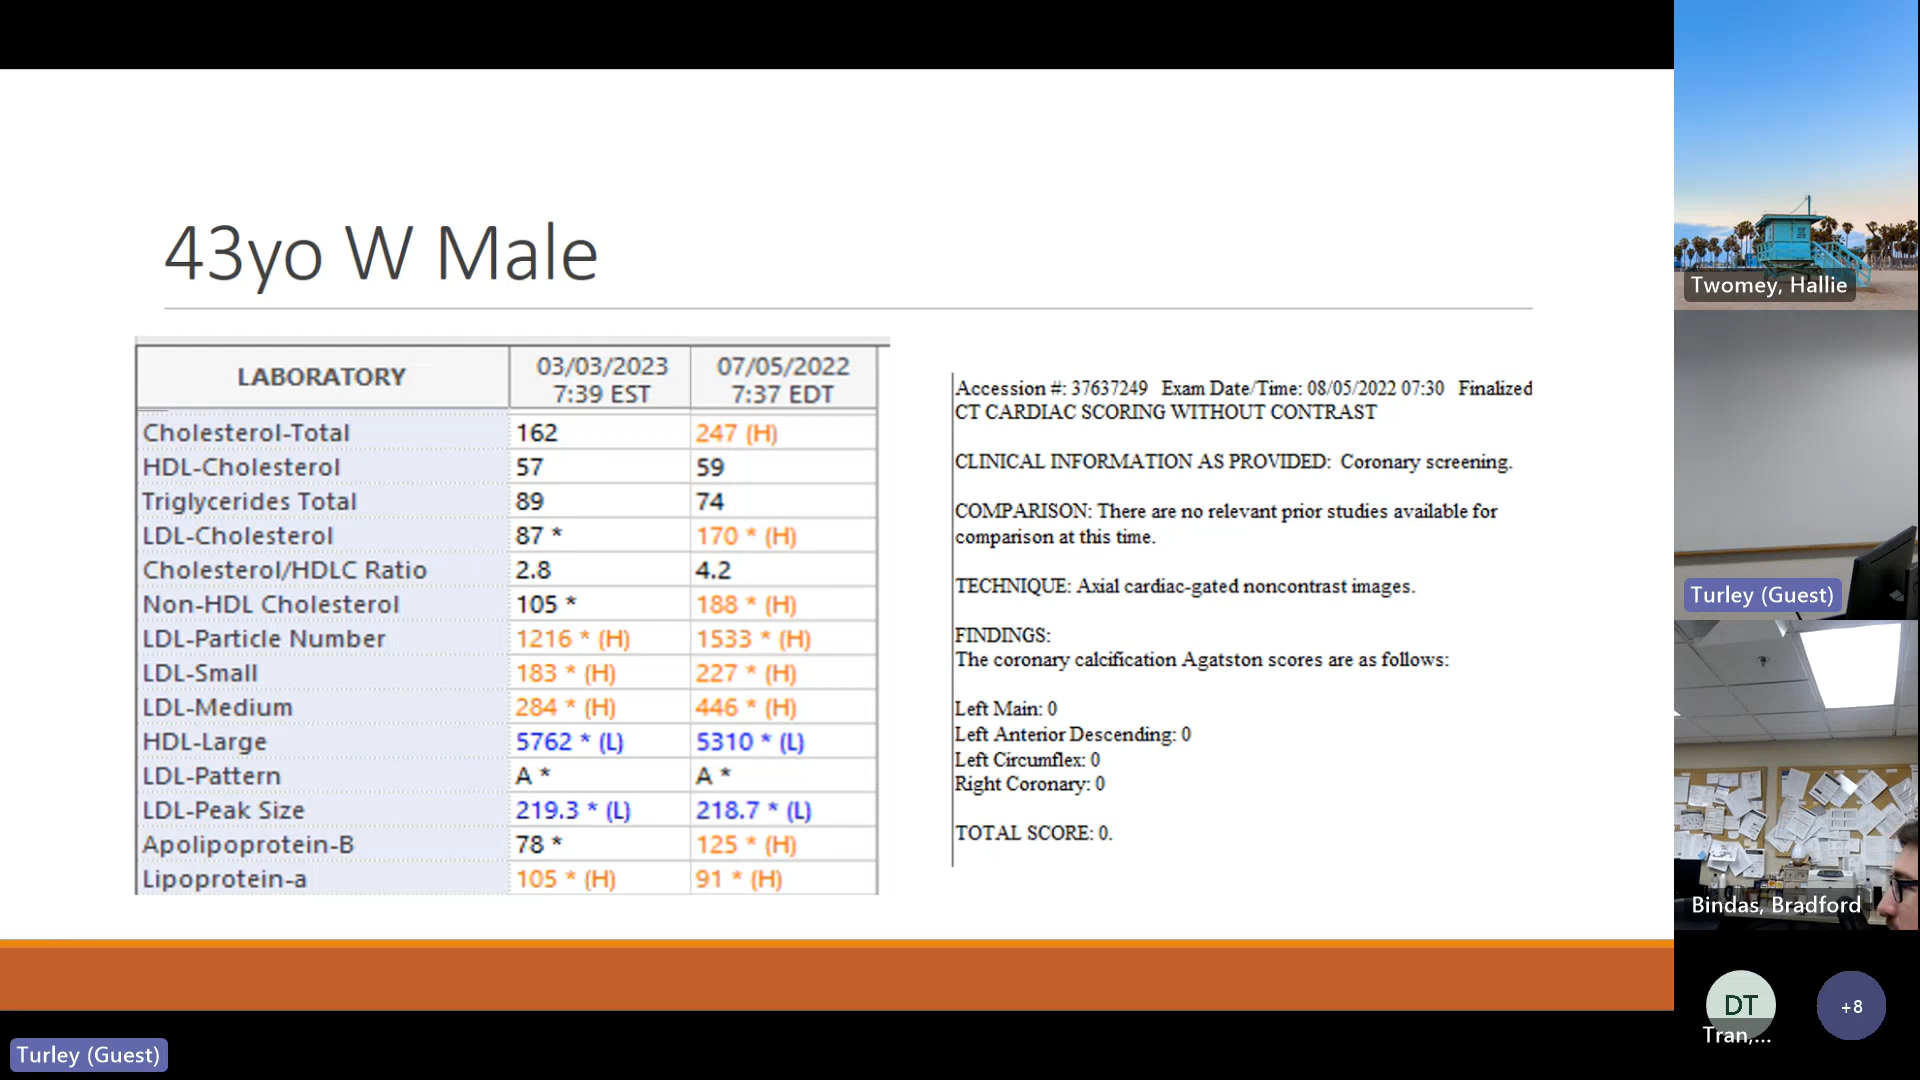 43yo W Male
LABORATORY 03/03/2023 7:39 EST 07/05/2022 7:37 EDT
Cholesterol-Total 162 247 (H)
HDL-Cholesterol 57 59
Triglycerides Total 89 74
LDL-Cholesterol 87 * 170 * (H)
Cholesterol/HDLC Ratio 2.8 4.2
Non-HDL Cholesterol 105 * 188 * (H)
LDL-Particle Number 1216 * (H) 1533 * (H)
LDL-Small 183 * (H) 227 * (H)
LDL-Medium 284 * (H) 446 * (H)
HDL-Large 5762 * (L) 5310 * (L)
LDL-Pattern A * A *
LDL-Peak Size 219.3 * (L) 218.7 * (L)
Apolipoprotein-B 78 * 125 * (H)
Lipoprotein-a 105 * (H) 91 * (H)
Accession #: 37637249 Exam Date/Time: 08/05/2022 07:30 Finalized
CT CARDIAC SCORING WITHOUT CONTRAST
CLINICAL INFORMATION AS PROVIDED: Coronary screening.
COMPARISON: There are no relevant prior studies available for
comparison at this time.
TECHNIQUE: Axial cardiac-gated noncontrast images.
FINDINGS:
The coronary calcification Agatston scores are as follows:
Left Main: 0
Left Anterior Descending: 0
Left Circumflex: 0
Right Coronary: 0
TOTAL SCORE: 0.
Twomey, Hallie
Turley (Guest)
Bindas, Bradford
DT
Tran,...
+8
Turley (Guest)